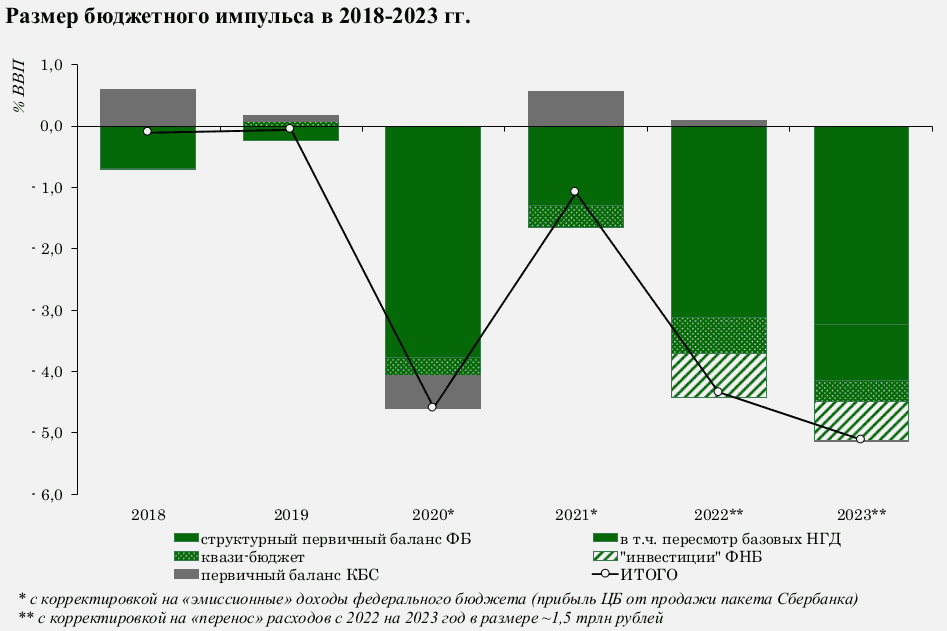 Размер бюджетного импульса в 2018-2023 гг.
% ВВП
1,0
0,0
- 1,0
- 2,0
- 3,0
- 4,0
- 5,0
- 6,0
2018 2019 2020* 2021* 2022** 2023**
структурный первичный баланс ФБ в т.ч. пересмотр базовых НГД
квази-бюджет "инвестиции" ФНБ
первичный баланс КБС ИТОГО
* с корректировкой на «эмиссионные» доходы федерального бюджета (прибыль ЦБ от продажи пакета Сбербанка)
** с корректировкой на «перенос» расходов с 2022 на 2023 год в размере ~1,5 трлн рублей